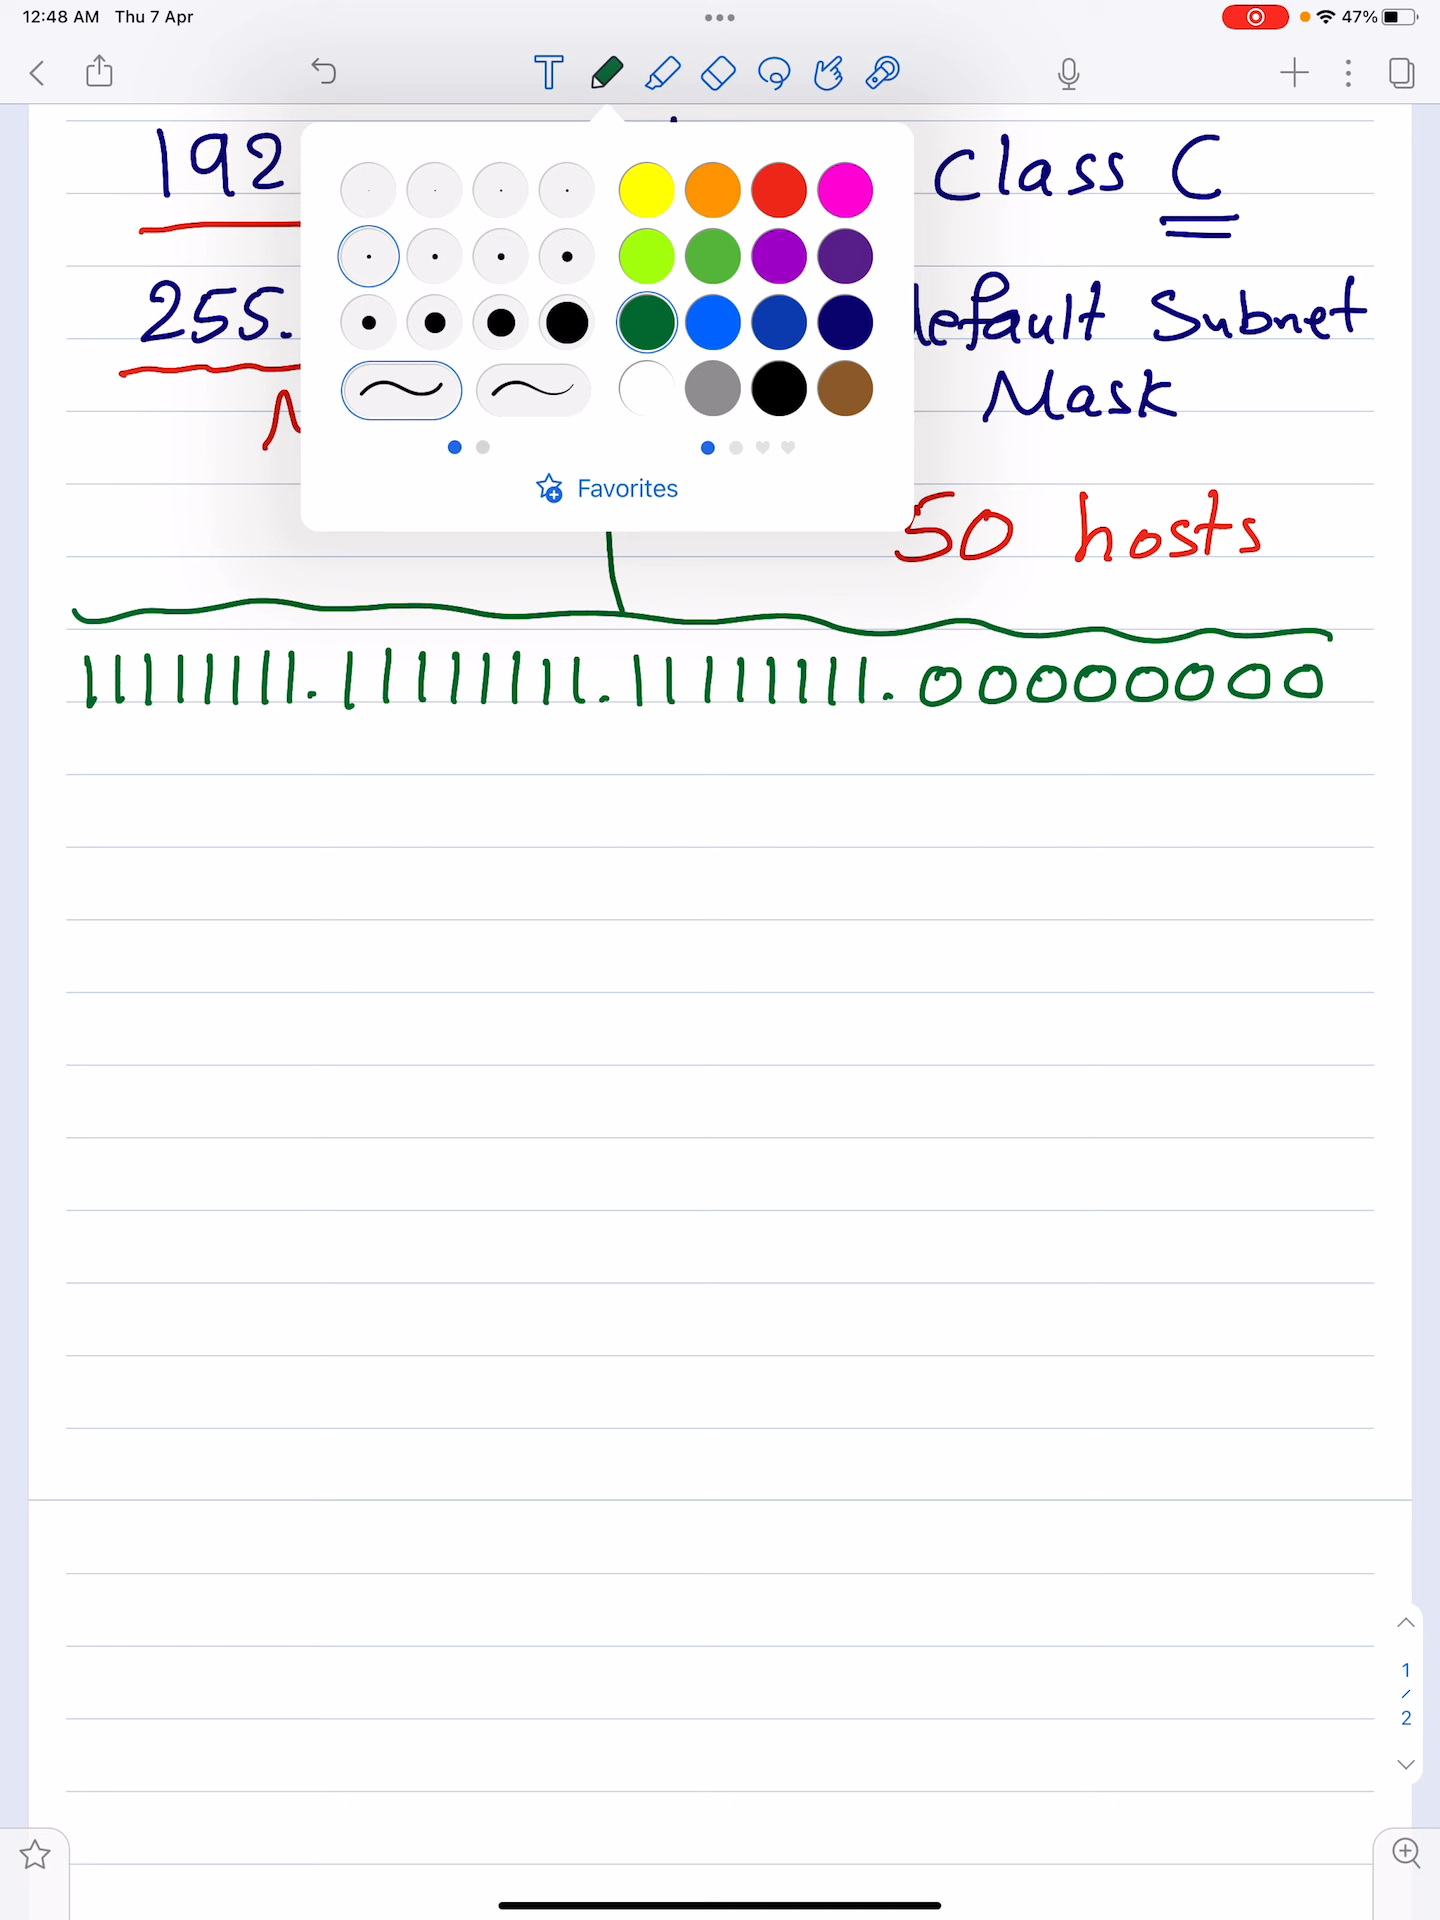 12:48 AM Thu 7 Apr 47%
T
192 class C
255. default Subnet
Mask
50 hosts
11111111.11111111.11111111.00000000
Favorites
1
/
2